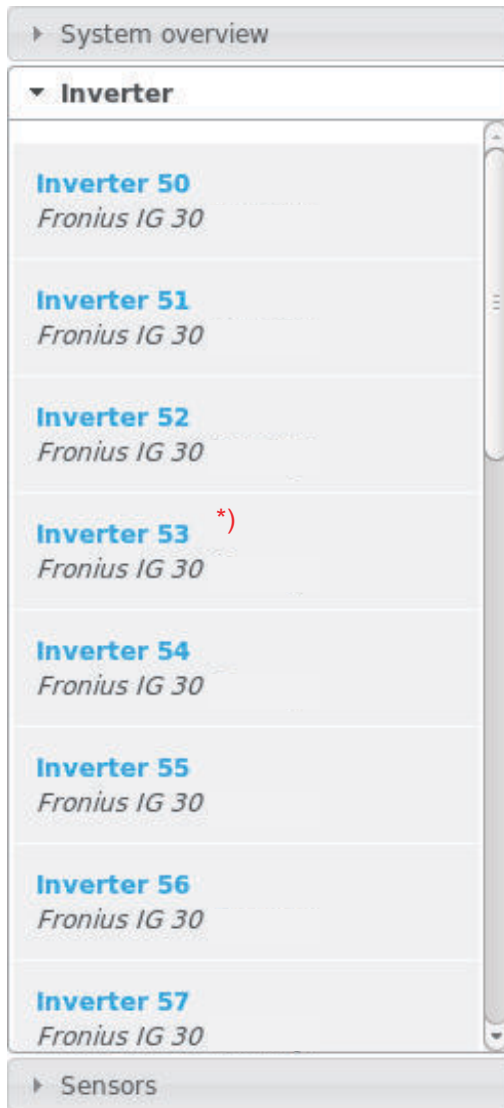 System overview
Inverter
Inverter 50
Fronius IG 30
Inverter 51
Fronius IG 30
Inverter 52
Fronius IG 30
Inverter 53 *)
Fronius IG 30
Inverter 54
Fronius IG 30
Inverter 55
Fronius IG 30
Inverter 56
Fronius IG 30
Inverter 57
Fronius IG 30
Sensors